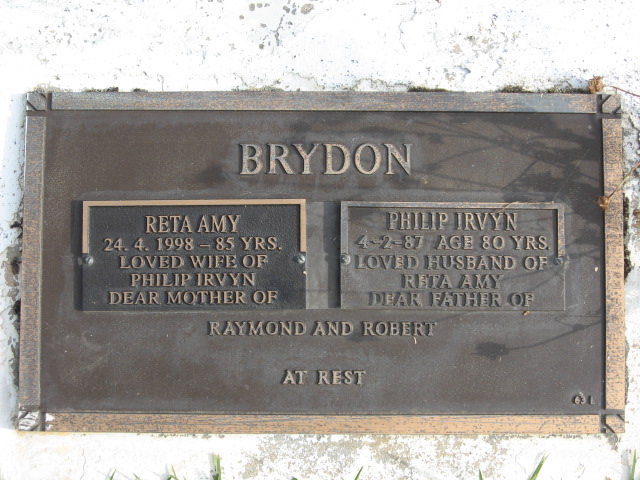 BRYDON
RETA AMY
24. 4. 1998 – 85 YRS.
LOVED WIFE OF
PHILIP IRVYN
DEAR MOTHER OF
PHILIP IRVYN
4-2-87 AGE 80 YRS.
LOVED HUSBAND OF
RETA AMY
DEAR FATHER OF
RAYMOND AND ROBERT
AT REST
631